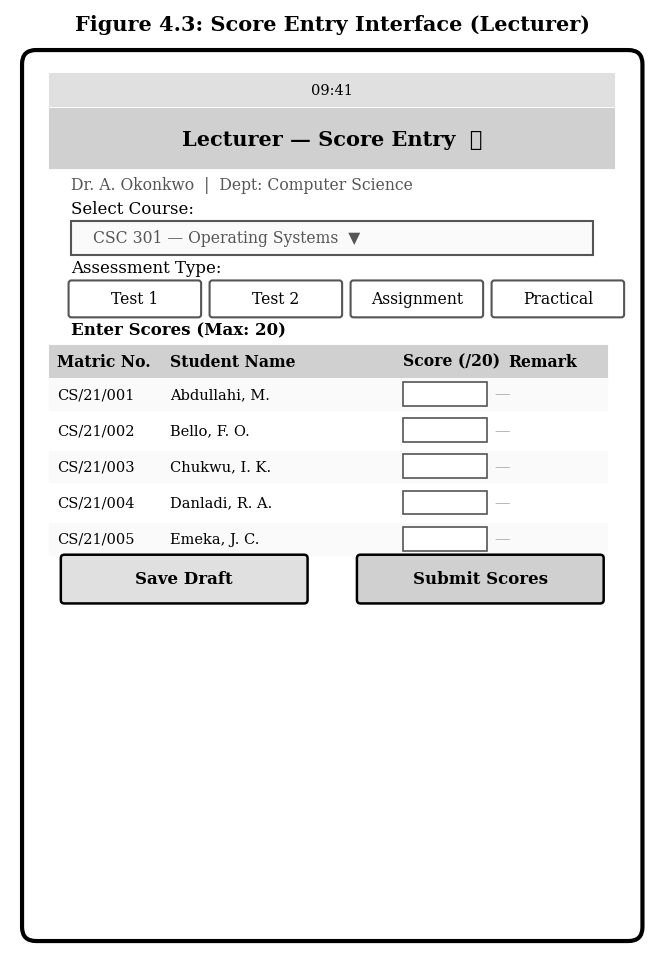 Figure 4.3: Score Entry Interface (Lecturer)
09:41
Lecturer — Score Entry
Dr. A. Okonkwo | Dept: Computer Science
Select Course:
CSC 301 — Operating Systems ▼
Assessment Type:
Test 1 Test 2 Assignment Practical
Enter Scores (Max: 20)
Matric No. Student Name Score (/20) Remark
CS/21/001 Abdullahi, M. —
CS/21/002 Bello, F. O. —
CS/21/003 Chukwu, I. K. —
CS/21/004 Danladi, R. A. —
CS/21/005 Emeka, J. C. —
Save Draft Submit Scores